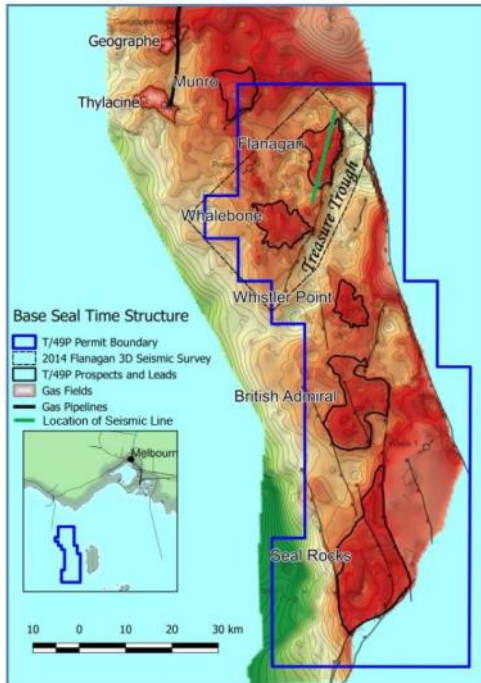 Geographe
Munro
Thylacine
Flanagan
Whalebone
Treasure Trough
Whistler Point
Base Seal Time Structure
T/49P Permit Boundary
2014 Flanagan 3D Seismic Survey
T/49P Prospects and Leads
Gas Fields
Gas Pipelines
Location of Seismic Line
British Admiral
Melbourne
Seal Rocks
10 0 10 20 30 km